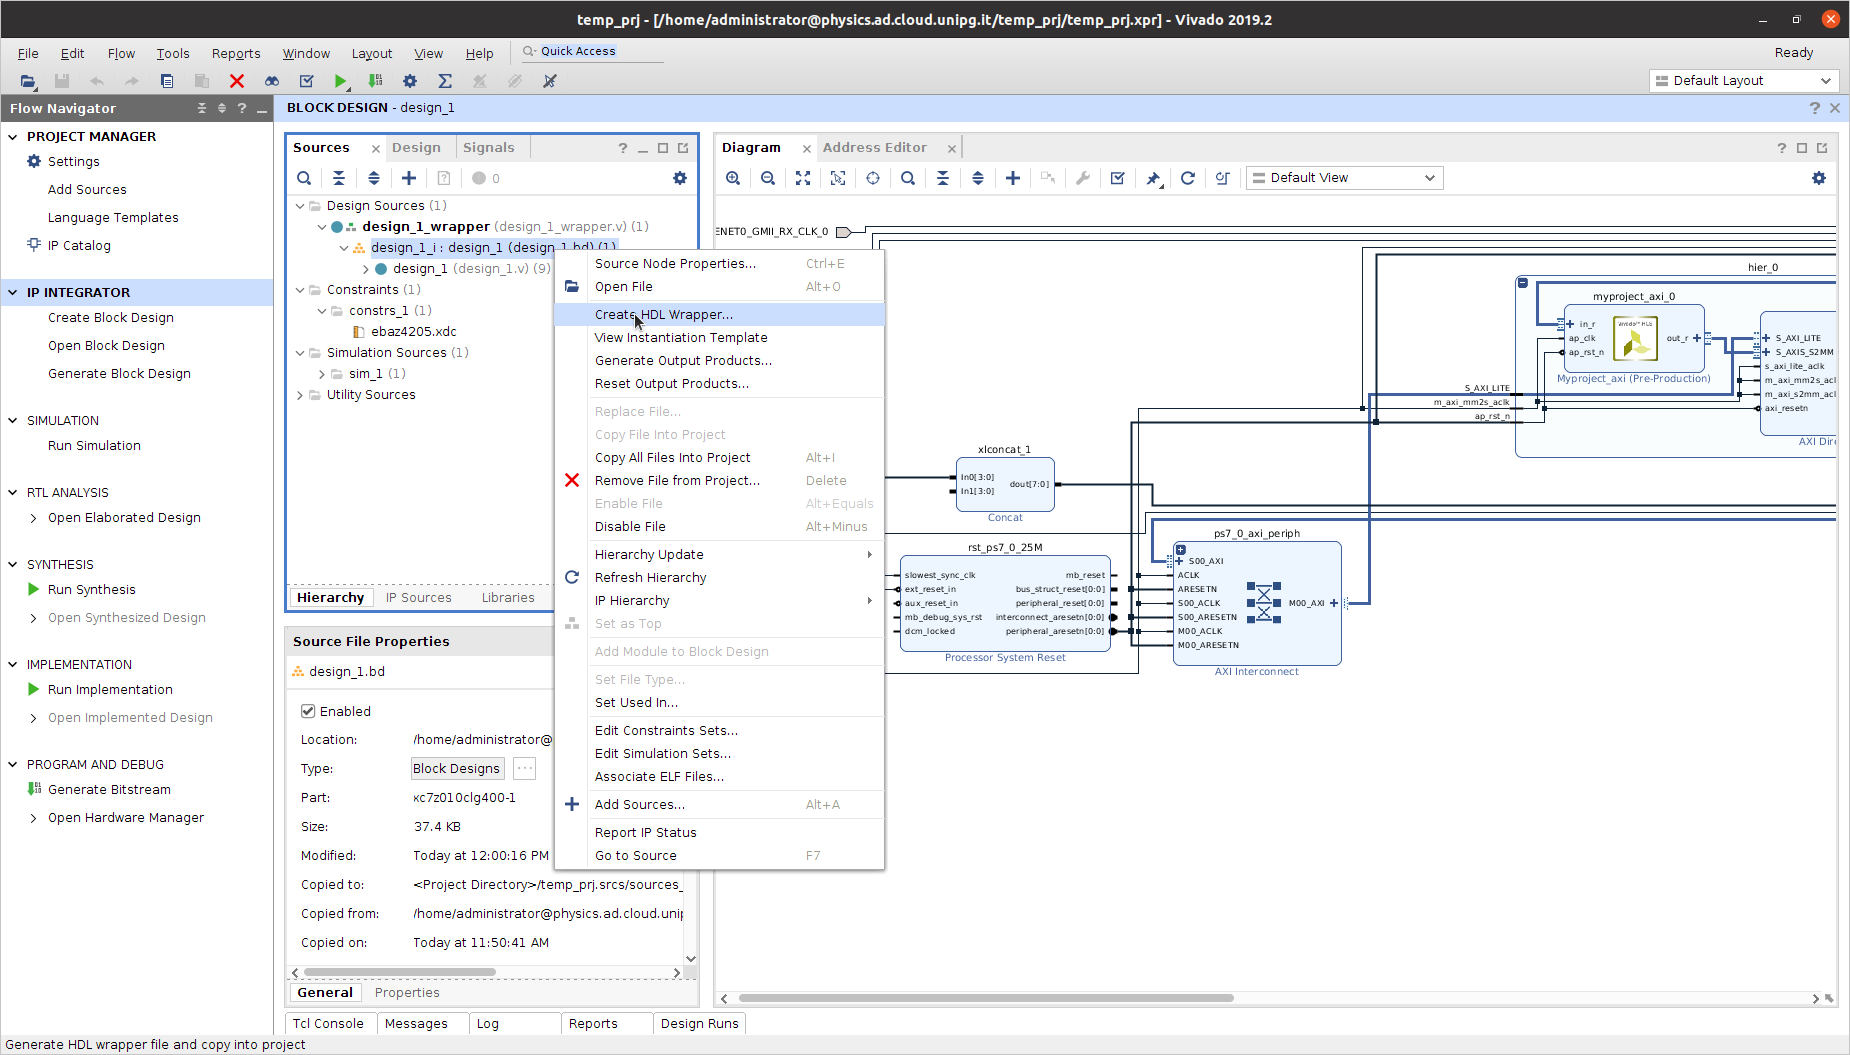 temp_prj - [/home/administrator@physics.ad.cloud.unipg.it/temp_prj/temp_prj.xpr] - Vivado 2019.2
File Edit Flow Tools Reports Window Layout View Help Quick Access Ready
Default Layout
Flow Navigator
PROJECT MANAGER
Settings
Add Sources
Language Templates
IP Catalog
IP INTEGRATOR
Create Block Design
Open Block Design
Generate Block Design
SIMULATION
Run Simulation
RTL ANALYSIS
Open Elaborated Design
SYNTHESIS
Run Synthesis
Open Synthesized Design
IMPLEMENTATION
Run Implementation
Open Implemented Design
PROGRAM AND DEBUG
Generate Bitstream
Open Hardware Manager
BLOCK DESIGN - design_1
Sources Design Signals
0
Design Sources (1)
design_1_wrapper (design_1_wrapper.v) (1)
design_1_i : design_1 (design_1.bd) (1)
design_1 (design_1.v) (9)
Constraints (1)
constrs_1 (1)
ebaz4205.xdc
Simulation Sources (1)
sim_1 (1)
Utility Sources
Hierarchy IP Sources Libraries
Source File Properties
design_1.bd
Enabled
Location: /home/administrator@
Type: Block Designs ...
Part: xc7z010clg400-1
Size: 37.4 KB
Modified: Today at 12:00:16 PM
Copied to: <Project Directory>/temp_prj.srcs/sources_
Copied from: /home/administrator@physics.ad.cloud.unip
Copied on: Today at 11:50:41 AM
General Properties
Source Node Properties... Ctrl+E
Open File Alt+O
Create HDL Wrapper...
View Instantiation Template
Generate Output Products...
Reset Output Products...
Replace File...
Copy File Into Project
Copy All Files Into Project Alt+I
Remove File from Project... Delete
Enable File Alt+Equals
Disable File Alt+Minus
Hierarchy Update
Refresh Hierarchy
IP Hierarchy
Set as Top
Add Module to Block Design
Set File Type...
Set Used In...
Edit Constraints Sets...
Edit Simulation Sets...
Associate ELF Files...
Add Sources... Alt+A
Report IP Status
Go to Source F7
Diagram Address Editor
Default View
ENET0_GMII_RX_CLK_0
hier_0
myproject_axi_0
in_r
ap_clk
ap_rst_n
out_r
Vivado™ HLS
Myproject_axi (Pre-Production)
S_AXI_LITE
S_AXIS_S2MM
s_axi_lite_aclk
m_axi_mm2s_acl
m_axi_s2mm_acl
axi_resetn
AXI Dire
S_AXI_LITE
m_axi_mm2s_aclk
ap_rst_n
xlconcat_1
In0[3:0]
In1[3:0]
dout[7:0]
Concat
rst_ps7_0_25M
slowest_sync_clk
ext_reset_in
aux_reset_in
mb_debug_sys_rst
dcm_locked
mb_reset
bus_struct_reset[0:0]
peripheral_reset[0:0]
interconnect_aresetn[0:0]
peripheral_aresetn[0:0]
Processor System Reset
ps7_0_axi_periph
S00_AXI
ACLK
ARESETN
S00_ACLK
S00_ARESETN
M00_ACLK
M00_ARESETN
M00_AXI
AXI Interconnect
Tcl Console Messages Log Reports Design Runs
Generate HDL wrapper file and copy into project